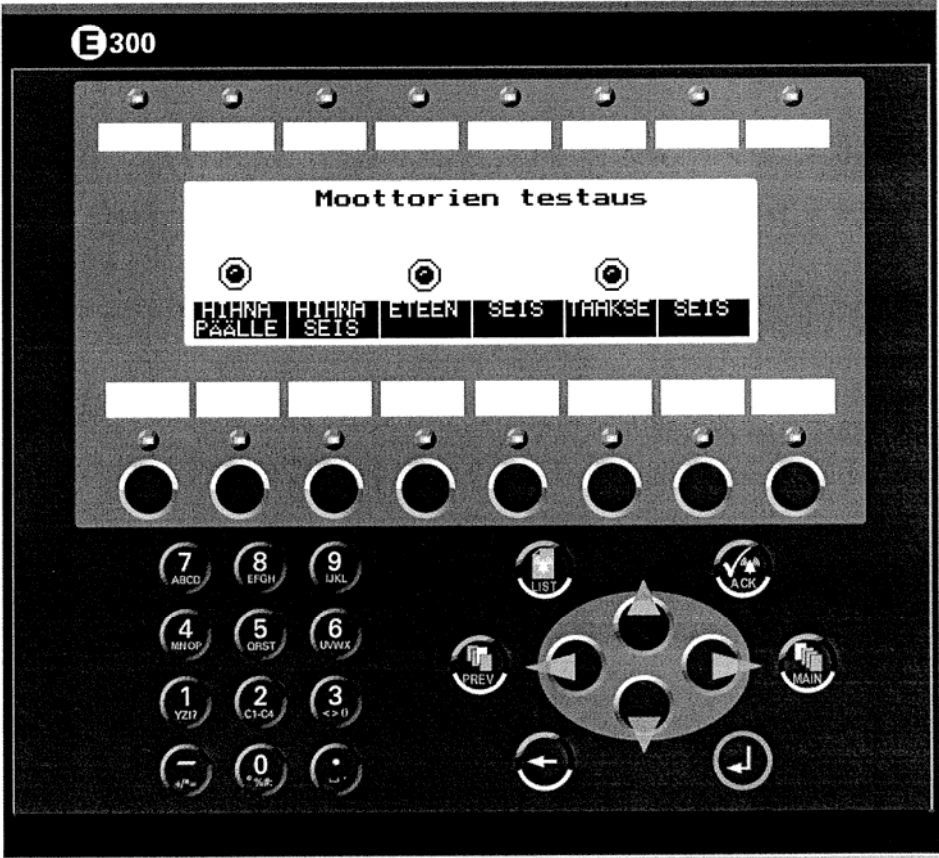 E300
Moottorien testaus
HIHNA HIHNA ETEEN SEIS TAAKSE SEIS
PÄÄLLE SEIS
7 8 9
ABCD EFGH IJKL
LIST
ACK
4 5 6
MNOP QRST UVWX
PREV
MAIN
1 2 3
YZ!? C1-C4 <>()
0